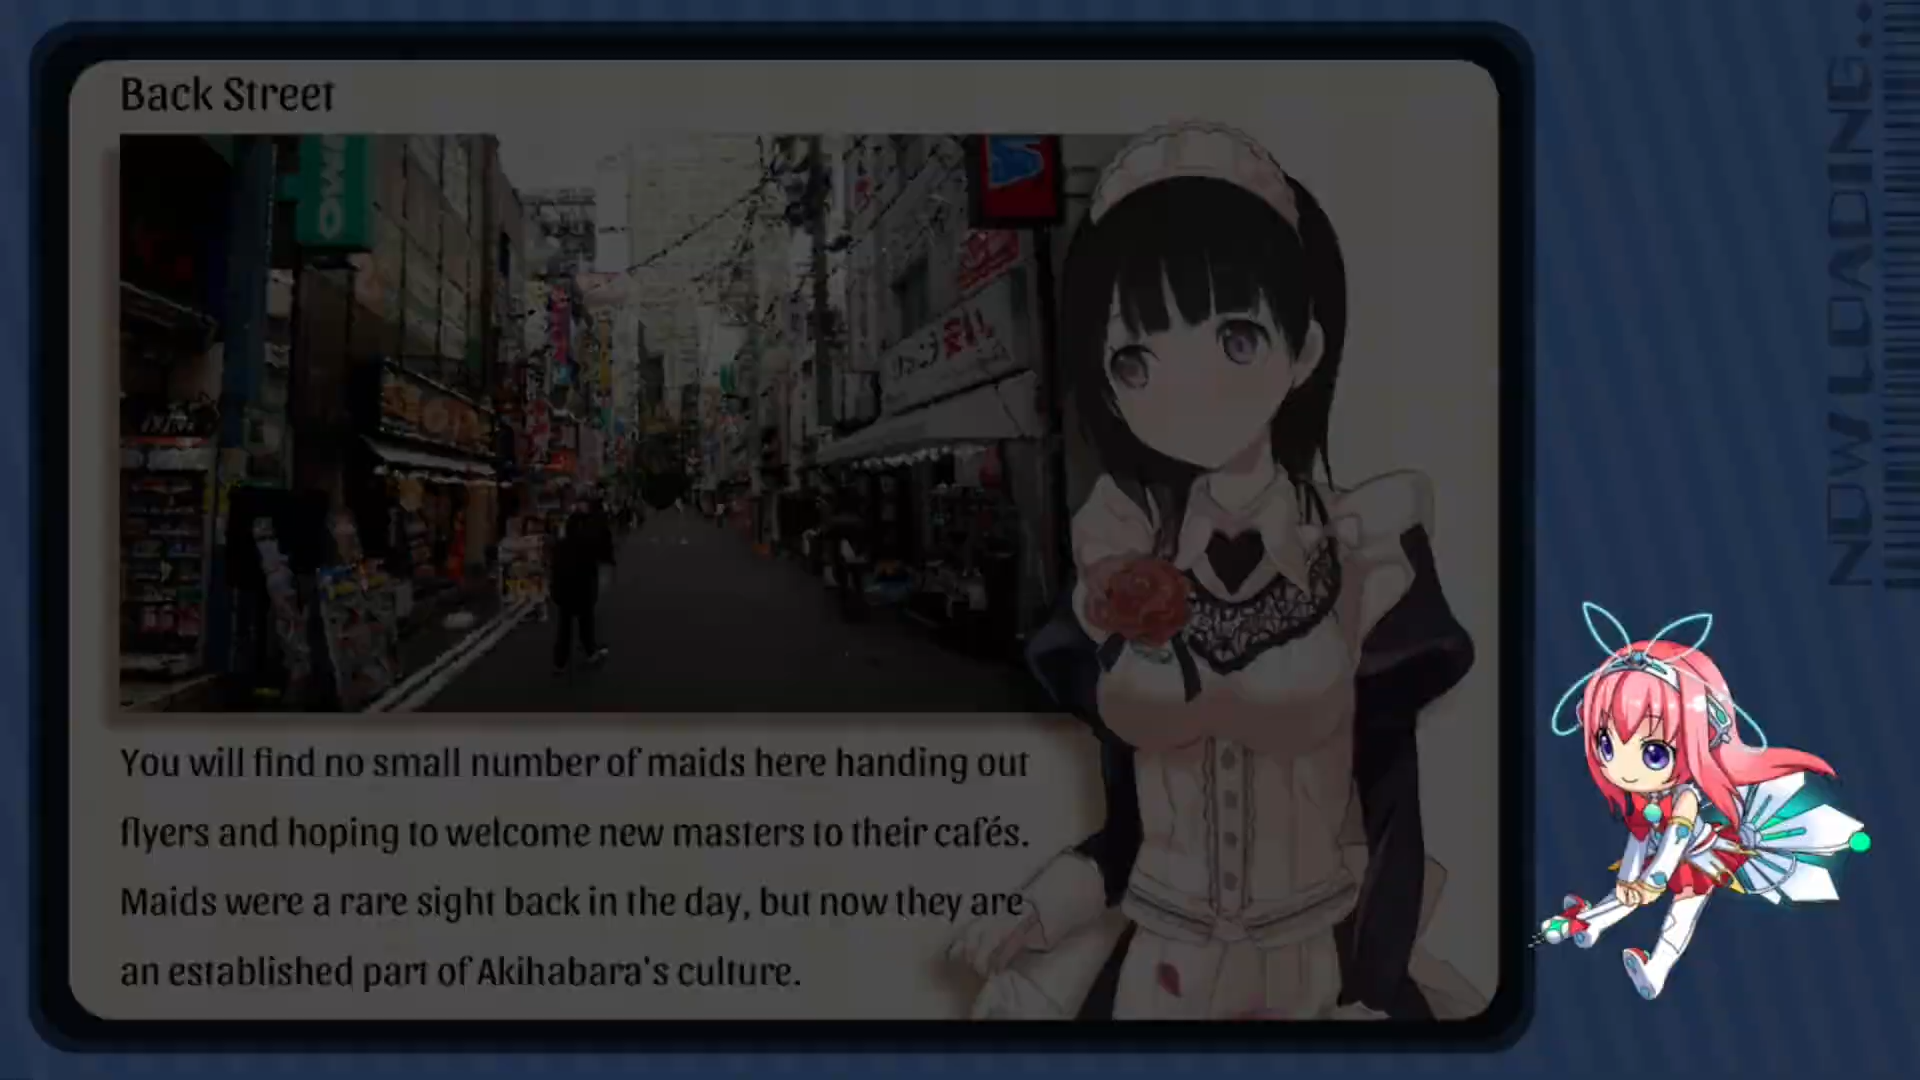 Back Street
You will find no small number of maids here handing out
flyers and hoping to welcome new masters to their cafés.
Maids were a rare sight back in the day, but now they are
an established part of Akihabara's culture.
NOW LOADING...